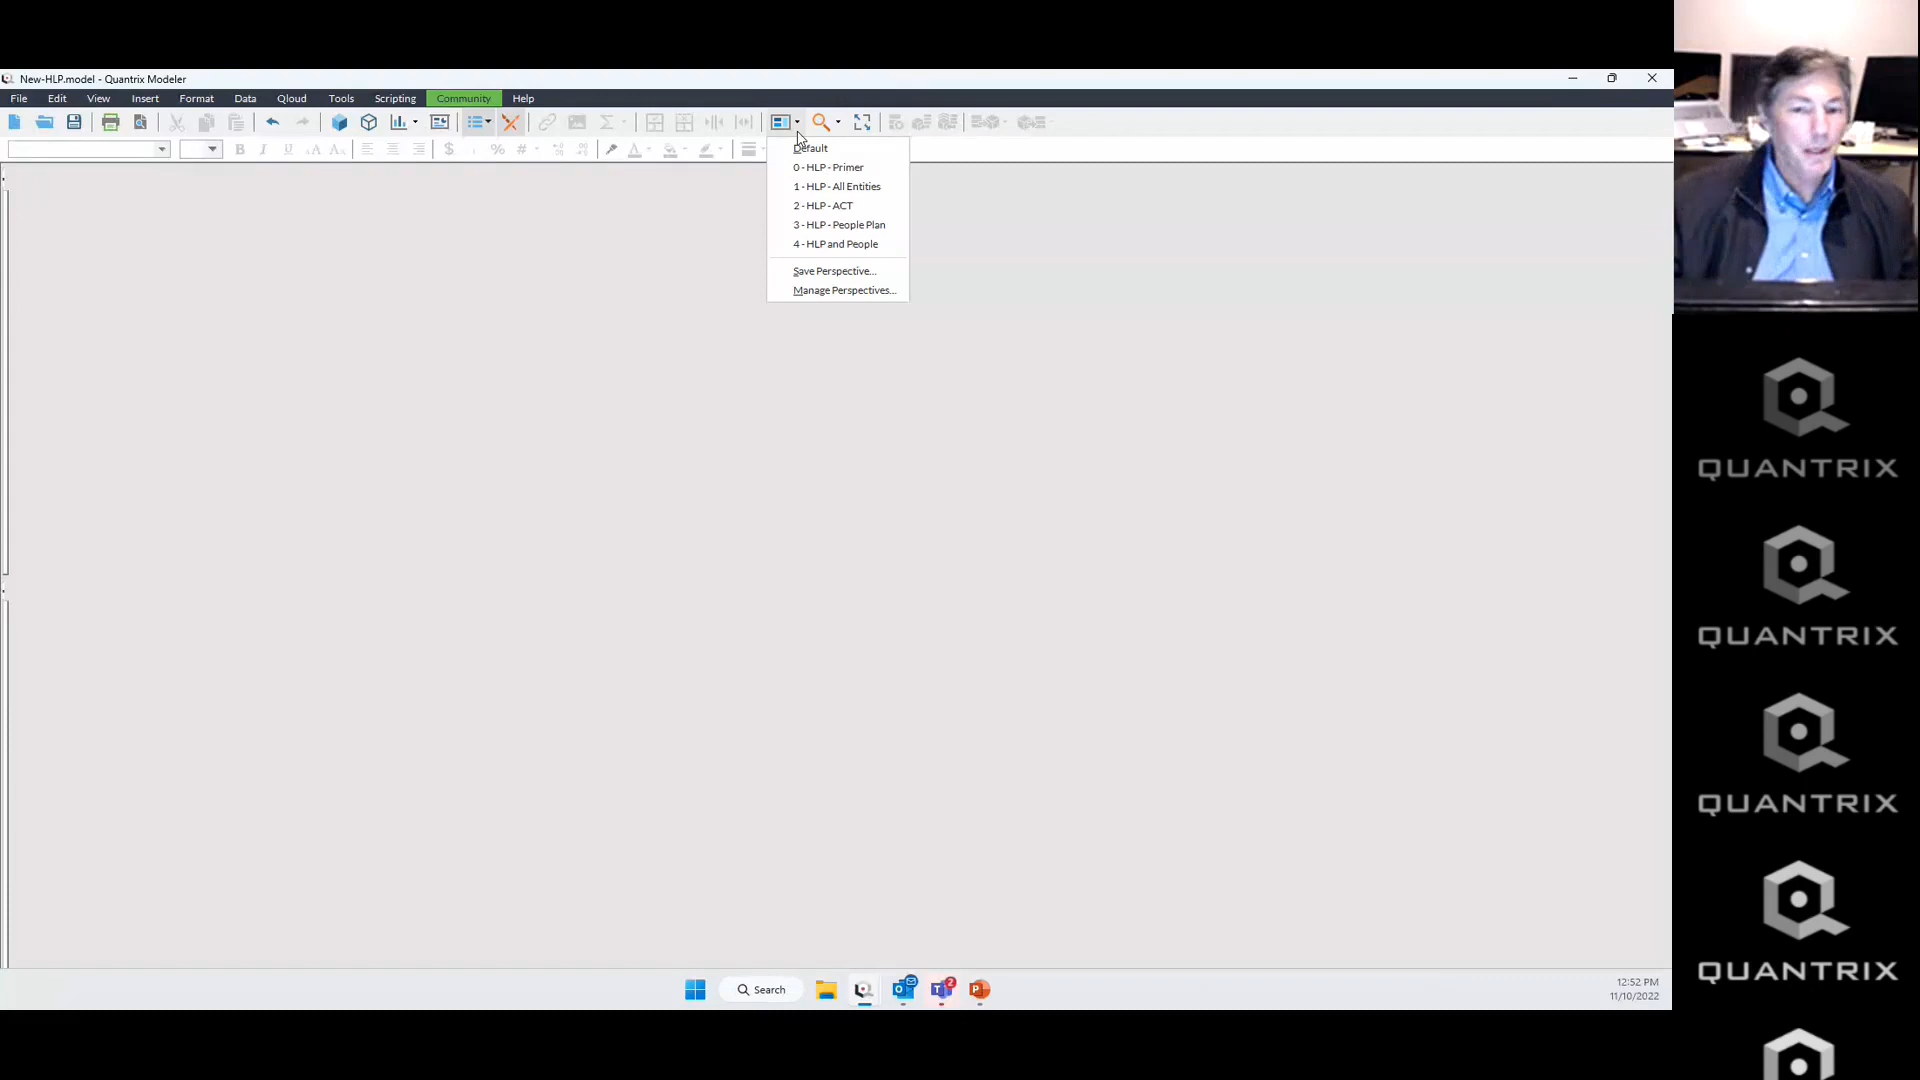 New-HLP.model - Quantrix Modeler
File Edit View Insert Format Data Qloud Tools Scripting Community Help
Default
0 - HLP - Primer
1 - HLP - All Entities
2 - HLP - ACT
3 - HLP - People Plan
4 - HLP and People
Save Perspective...
Manage Perspectives...
QUANTRIX
QUANTRIX
QUANTRIX
QUANTRIX
Search
12:52 PM
11/10/2022